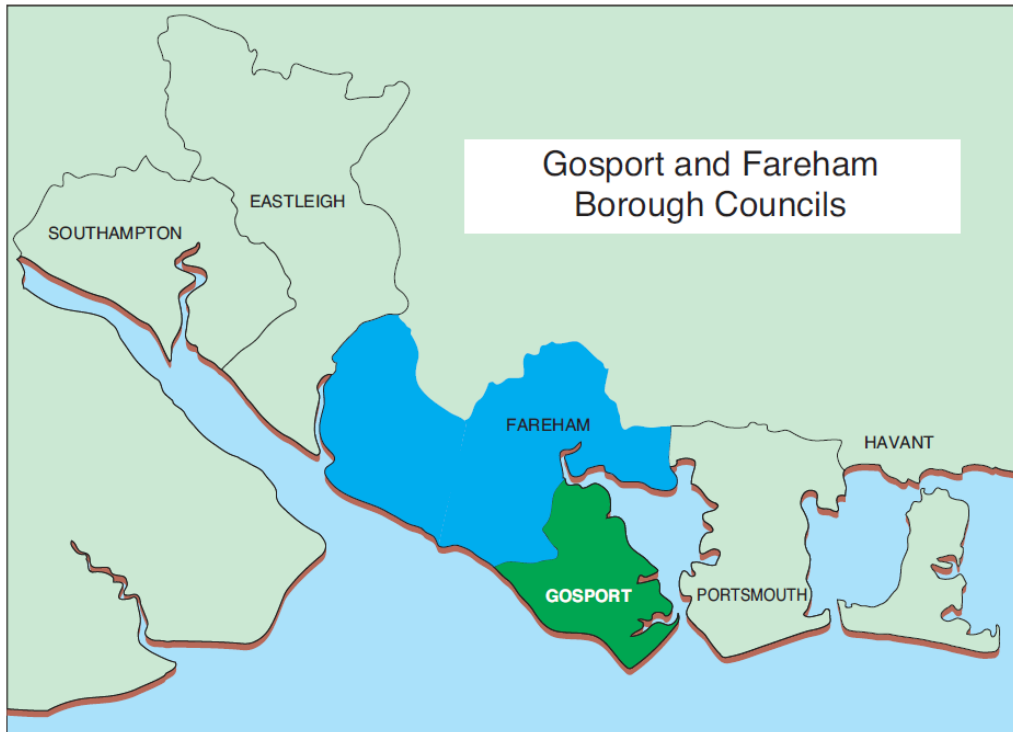 Gosport and Fareham
Borough Councils
EASTLEIGH
SOUTHAMPTON
FAREHAM
HAVANT
GOSPORT
PORTSMOUTH